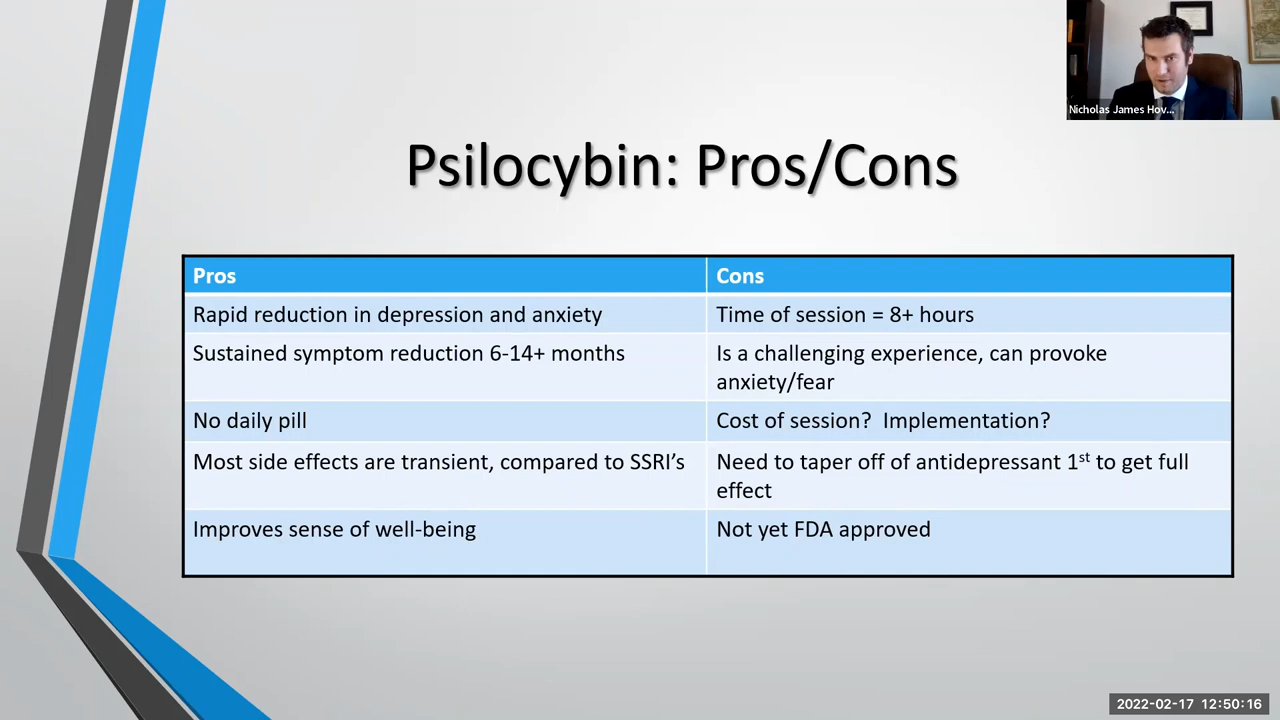 Nicholas James Hov...
Psilocybin: Pros/Cons
Pros
Cons
Rapid reduction in depression and anxiety
Time of session = 8+ hours
Sustained symptom reduction 6-14+ months
Is a challenging experience, can provoke
anxiety/fear
No daily pill
Cost of session?  Implementation?
Most side effects are transient, compared to SSRI’s
Need to taper off of antidepressant 1st to get full
effect
Improves sense of well-being
Not yet FDA approved
2022-02-17 12:50:16